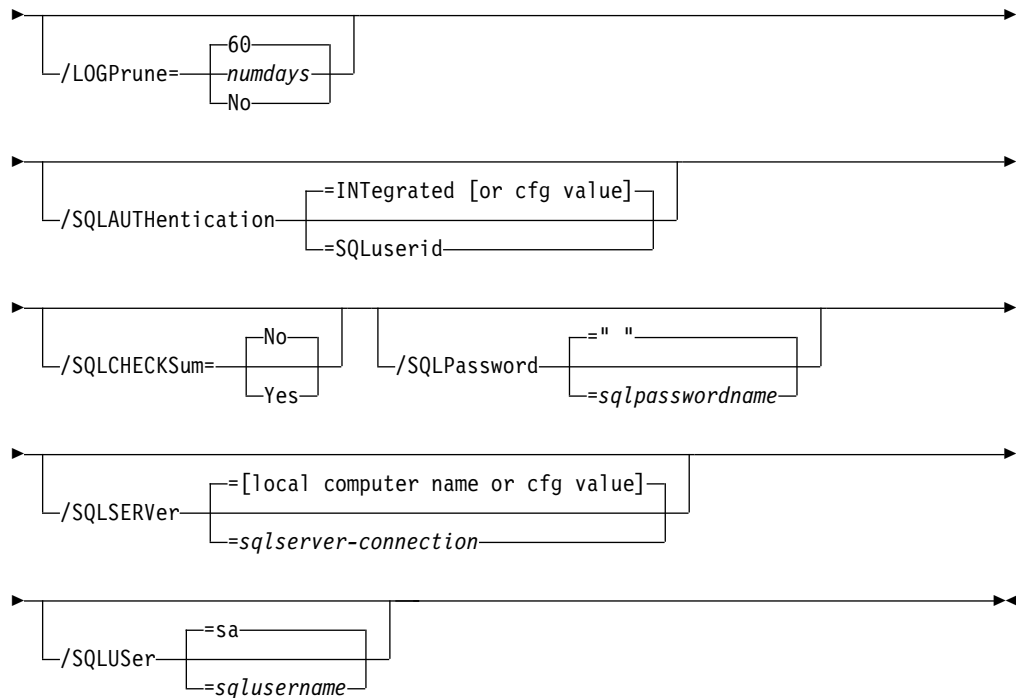 60
/LOGPrune= numdays
No
=INTegrated [or cfg value]
/SQLAUTHentication
=SQLuserid
No =" "
/SQLCHECKSum= /SQLPassword
Yes =sqlpasswordname
=[local computer name or cfg value]
/SQLSERVer
=sqlserver-connection
=sa
/SQLUSer
=sqlusername